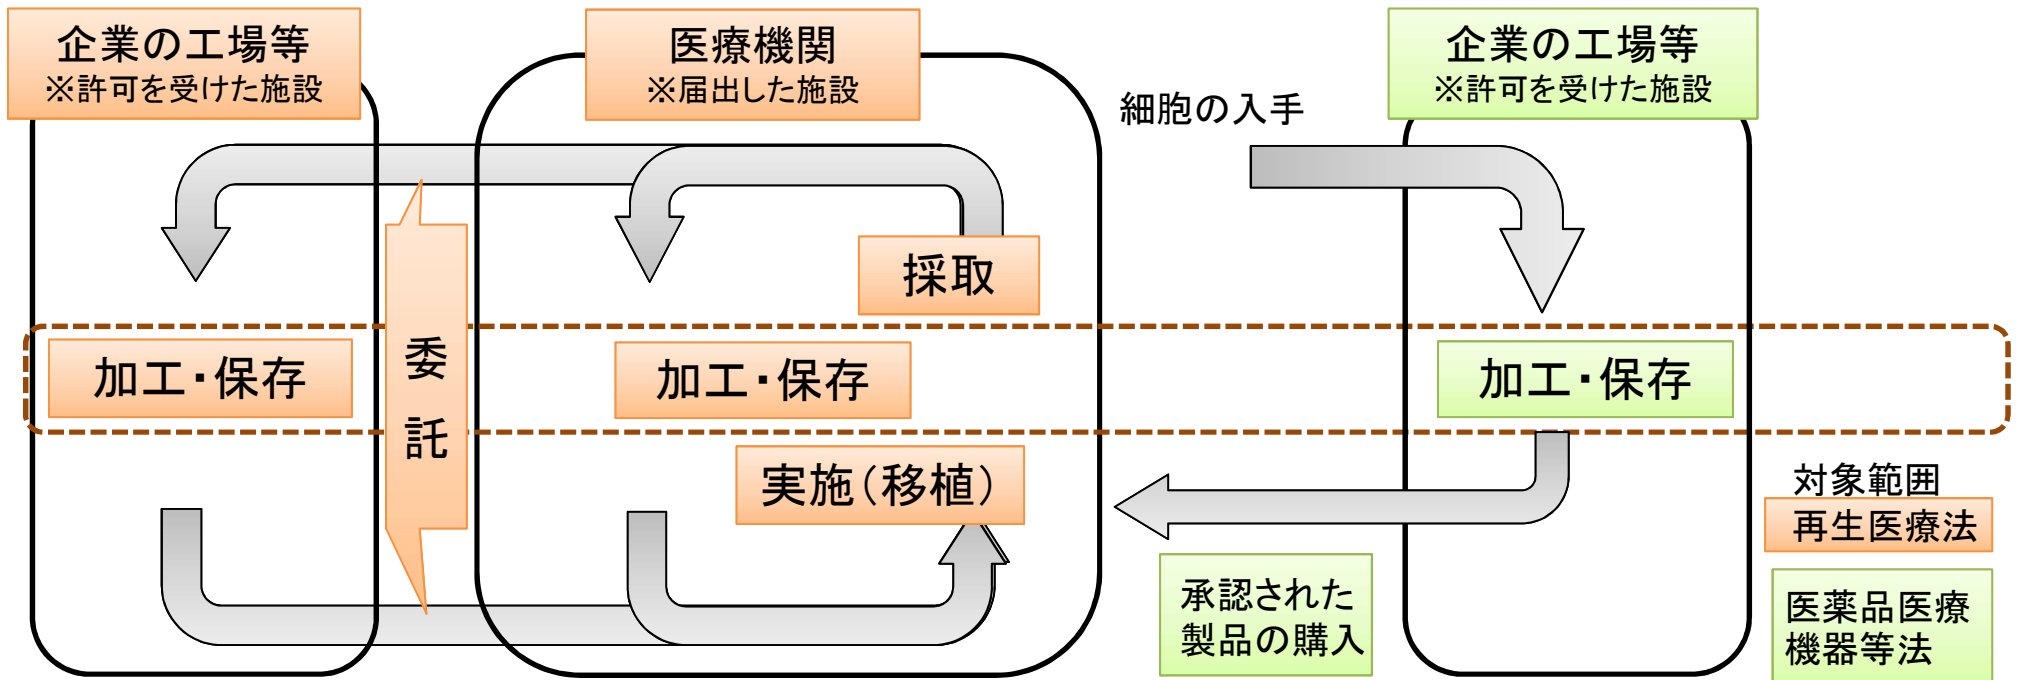 企業の工場等
※許可を受けた施設
医療機関
※届出した施設
細胞の入手
企業の工場等
※許可を受けた施設
採取
加工・保存
委
託
加工・保存
加工・保存
実施(移植)
対象範囲
再生医療法
承認された
製品の購入
医薬品医療
機器等法